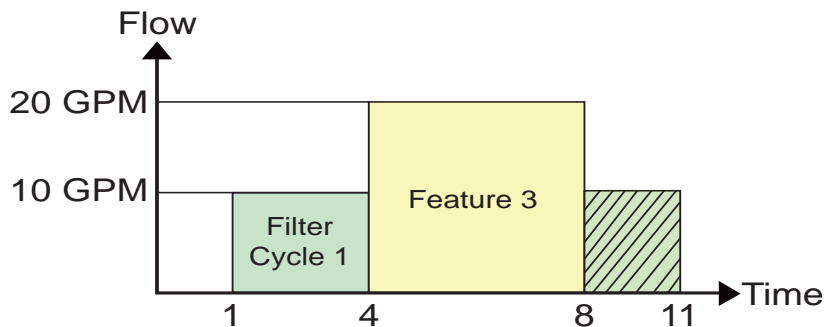 Flow
20 GPM
10 GPM
Filter
Cycle 1
Feature 3
Time
1
4
8
11